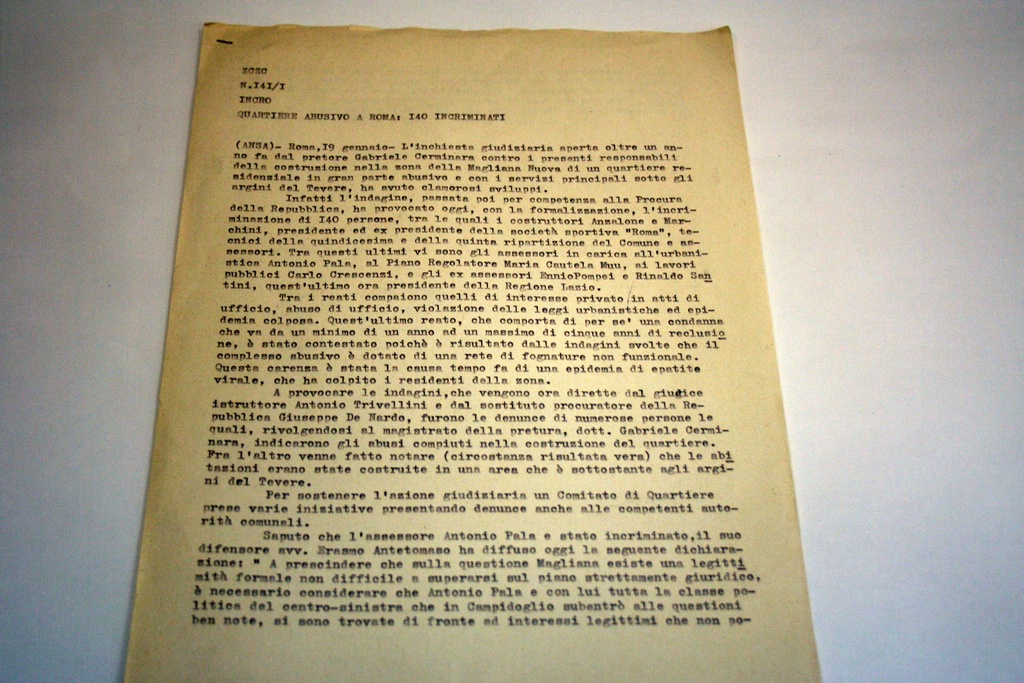 ZCZC
N.I4I/I
INCRO
QUARTIERE ABUSIVO A ROMA: I40 INCRIMINATI
(ANSA)- Roma,I9 gennaio- L'inchiesta giudiziaria aperta oltre un an-
no fa dal pretore Gabriele Cerminara contro i presenti responsabili
della costruzione nella zona della Magliana Nuova di un quartiere re-
sidenziale in gran parte abusivo e con i servizi principali sotto gli
argini del Tevere, ha avuto clamorosi sviluppi.
Infatti l'indagine, passata poi per competenza alla Procura
della Repubblica, ha provocato oggi, con la formalizzazione, l'incri-
minazione di I40 persone, tra le quali i costruttori Anzalone e Mar-
chini, presidente ed ex presidente della società sportiva "Roma", te-
cnici della quindicesima e della quinta ripartizione del Comune e as-
sessori. Tra questi ultimi vi sono gli assessori in carica all'urbani-
stica Antonio Pala, al Piano Regolatore Maria Cautela Muu, ai lavori
pubblici Carlo Crescenzi, e gli ex assessori EnnioPompei e Rinaldo San
tini, quest'ultimo ora presidente della Regione Lazio.
Tra i reati compaiono quelli di interesse privato in atti di
ufficio, abuso di ufficio, violazione delle leggi urbanistiche ed epi-
demia colposa. Quest'ultimo reato, che comporta di per se' una condanna
che va da un minimo di un anno ad un massimo di cinque anni di reclusio
ne, è stato contestato poichè è risultato dalle indagini svolte che il
complesso abusivo è dotato di una rete di fognature non funzionale.
Questa carenza è stata la causa tempo fa di una epidemia di epatite
virale, che ha colpito i residenti della zona.
A provocare le indagini,che vengono ora dirette dal giudice
istruttore Antonio Trivellini e dal sostituto procuratore della Re-
pubblica Giuseppe De Nardo, furono le denunce di numerose persone le
quali, rivolgendosi al magistrato della pretura, dott. Gabriele Cermi-
nara, indicarono gli abusi compiuti nella costruzione del quartiere.
Fra l'altro venne fatto notare (circostanza risultata vera) che le abi
tazioni erano state costruite in una area che è sottostante agli argi-
ni del Tevere.
Per sostenere l'azione giudiziaria un Comitato di Quartiere
prese varie iniziative presentando denunce anche alle competenti auto-
rità comunali.
Saputo che l'assessore Antonio Pala e stato incriminato,il suo
difensore avv. Erasmo Antetomaso ha diffuso oggi la seguente dichiara-
zione: " A prescindere che sulla questione Magliana esiste una legitti
mità formale non difficile a superarsi sul piano strettamente giuridico,
è necessario considerare che Antonio Pala e con lui tutta la classe po-
litica del centro-sinistra che in Campidoglio subentrò alle questioni
ben note, si sono trovate di fronte ad interessi legittimi che non po-